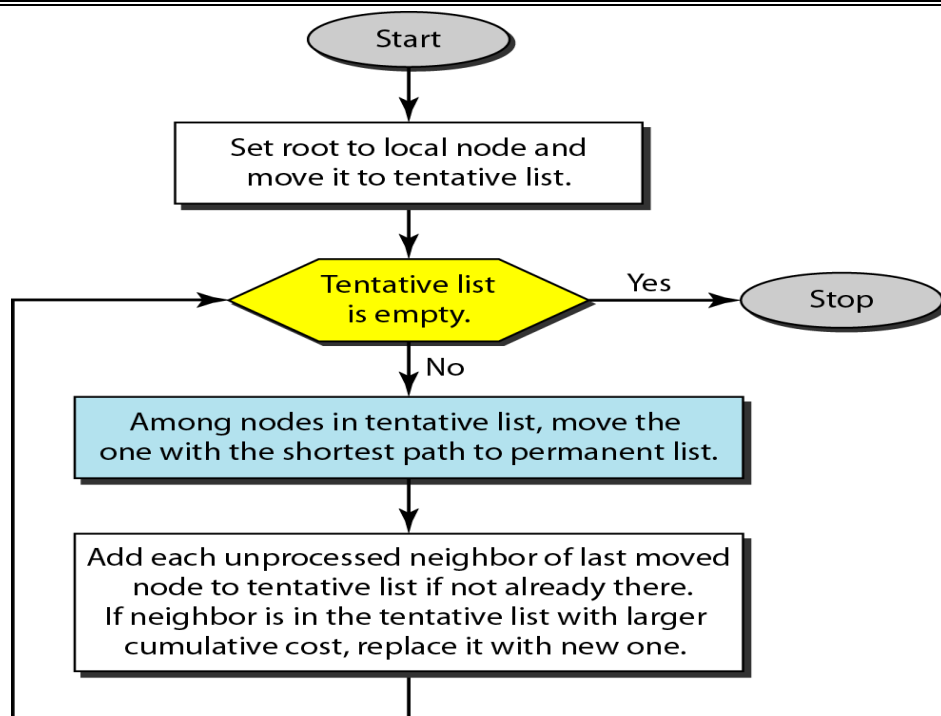 Start
Set root to local node and
move it to tentative list.
Tentative list
is empty.
Yes
Stop
No
Among nodes in tentative list, move the
one with the shortest path to permanent list.
Add each unprocessed neighbor of last moved
node to tentative list if not already there.
If neighbor is in the tentative list with larger
cumulative cost, replace it with new one.